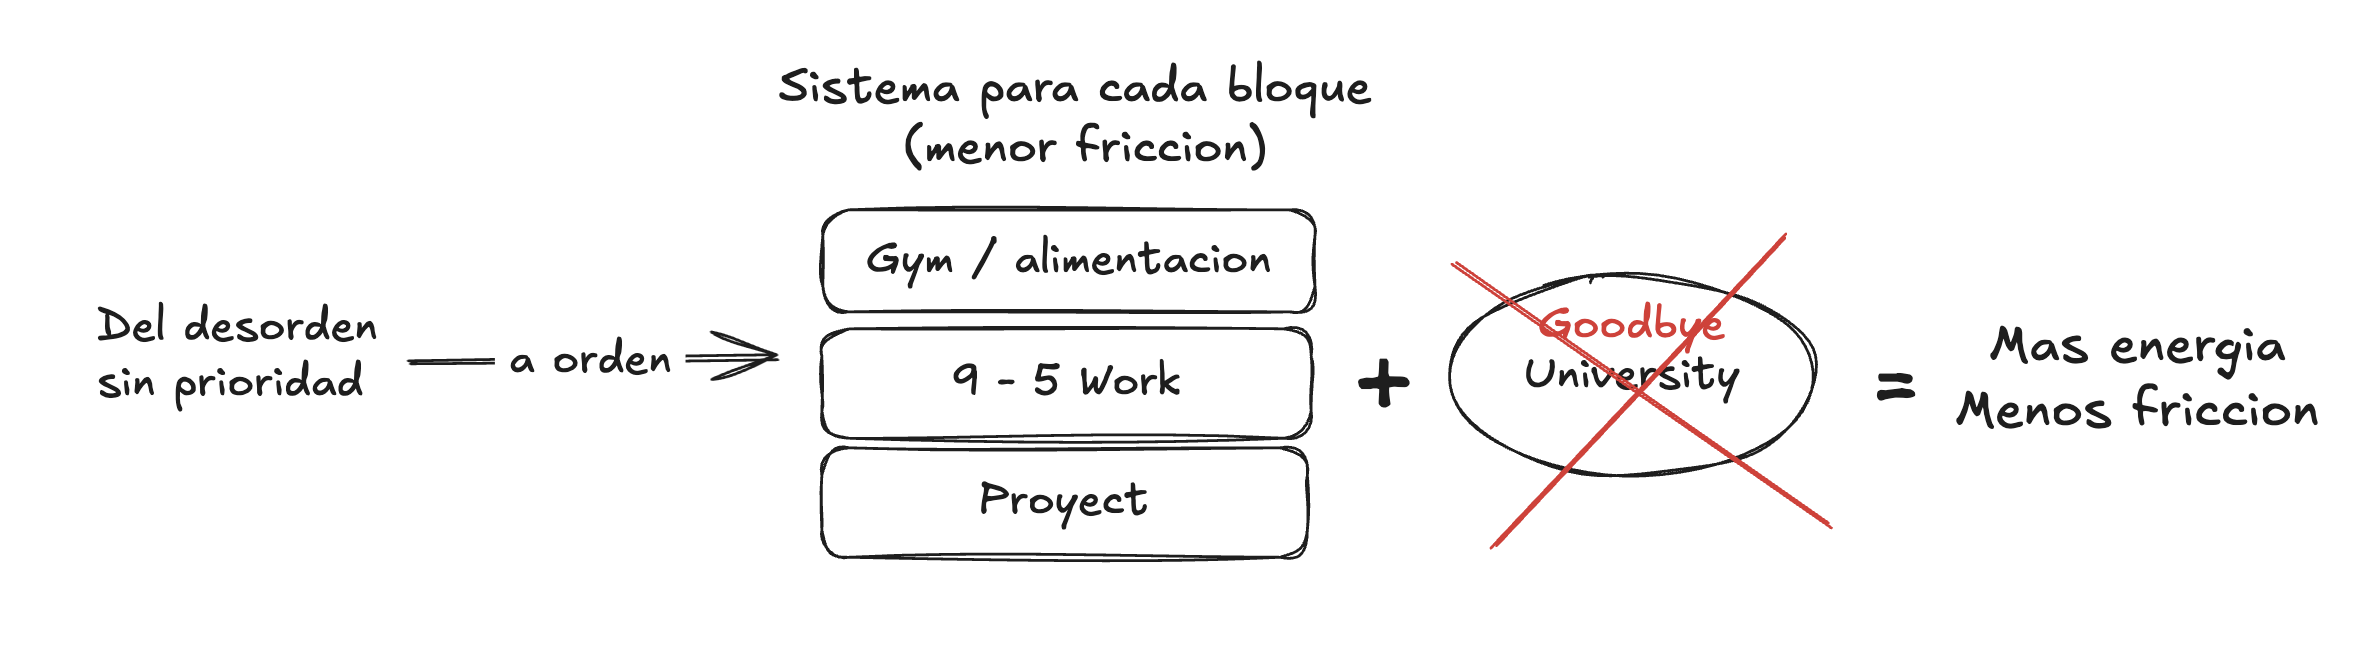 Sistema para cada bloque
(menor friccion)
Del desorden
sin prioridad
a orden
Gym / alimentacion
9 - 5 Work
Proyect
+
Goodbye
University
=
Mas energia
Menos friccion